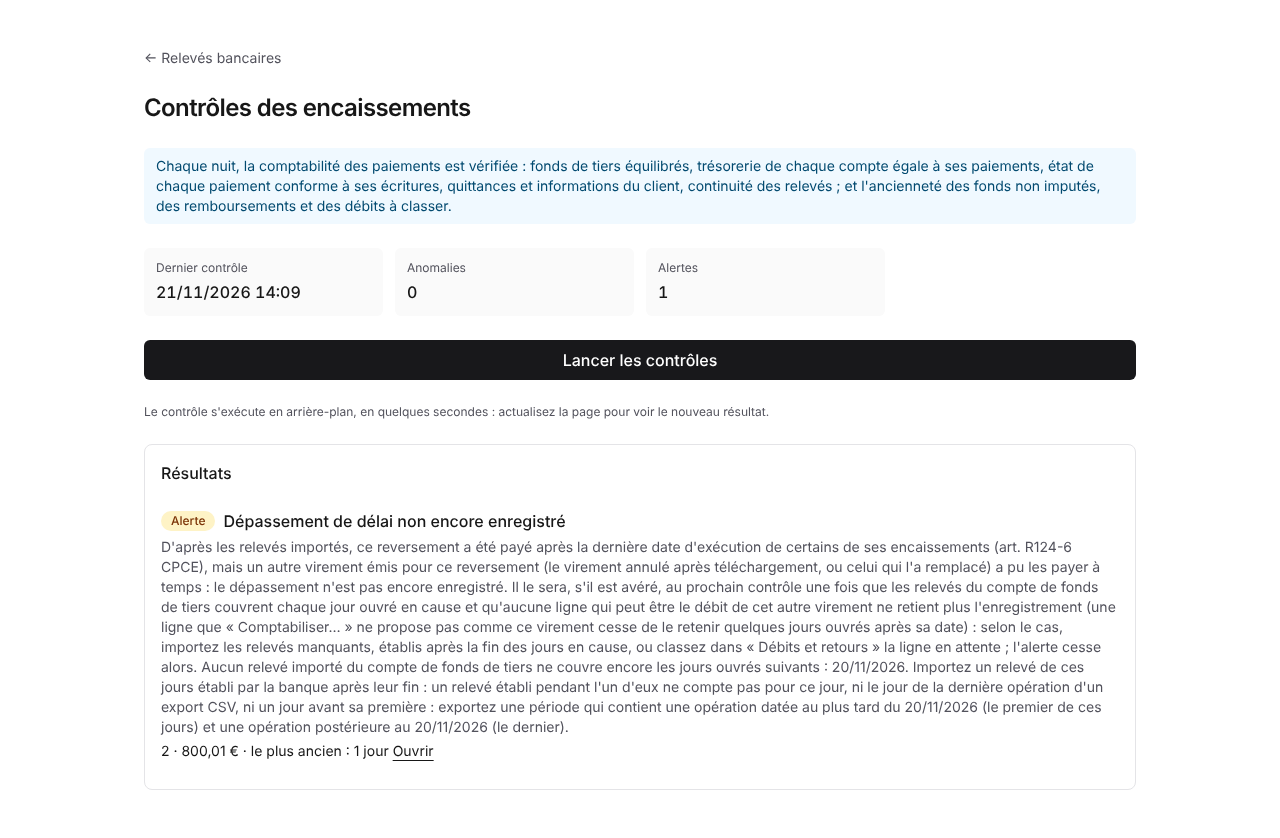 ← Relevés bancaires
Contrôles des encaissements
Chaque nuit, la comptabilité des paiements est vérifiée : fonds de tiers équilibrés, trésorerie de chaque compte égale à ses paiements, état de
chaque paiement conforme à ses écritures, quittances et informations du client, continuité des relevés ; et l'ancienneté des fonds non imputés,
des remboursements et des débits à classer.
Dernier contrôle
21/11/2026 14:09
Anomalies
0
Alertes
1
Lancer les contrôles
Le contrôle s'exécute en arrière-plan, en quelques secondes : actualisez la page pour voir le nouveau résultat.
Résultats
Alerte Dépassement de délai non encore enregistré
D'après les relevés importés, ce reversement a été payé après la dernière date d'exécution de certains de ses encaissements (art. R124-6
CPCE), mais un autre virement émis pour ce reversement (le virement annulé après téléchargement, ou celui qui l'a remplacé) a pu les payer à
temps : le dépassement n'est pas encore enregistré. Il le sera, s'il est avéré, au prochain contrôle une fois que les relevés du compte de fonds
de tiers couvrent chaque jour ouvré en cause et qu'aucune ligne qui peut être le débit de cet autre virement ne retient plus l'enregistrement (une
ligne que « Comptabiliser… » ne propose pas comme ce virement cesse de le retenir quelques jours ouvrés après sa date) : selon le cas,
importez les relevés manquants, établis après la fin des jours en cause, ou classez dans « Débits et retours » la ligne en attente ; l'alerte cesse
alors. Aucun relevé importé du compte de fonds de tiers ne couvre encore les jours ouvrés suivants : 20/11/2026. Importez un relevé de ces
jours établi par la banque après leur fin : un relevé établi pendant l'un d'eux ne compte pas pour ce jour, ni le jour de la dernière opération d'un
export CSV, ni un jour avant sa première : exportez une période qui contient une opération datée au plus tard du 20/11/2026 (le premier de ces
jours) et une opération postérieure au 20/11/2026 (le dernier).
2 · 800,01 € · le plus ancien : 1 jour Ouvrir